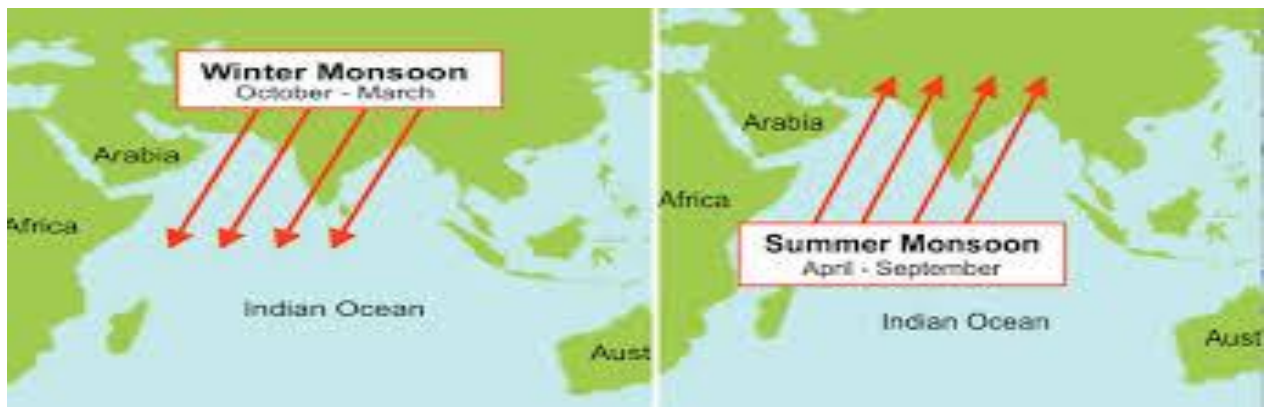 Winter Monsoon
October - March
Arabia
Africa
Indian Ocean
Aust
Arabia
Africa
Summer Monsoon
April - September
Indian Ocean
Aust